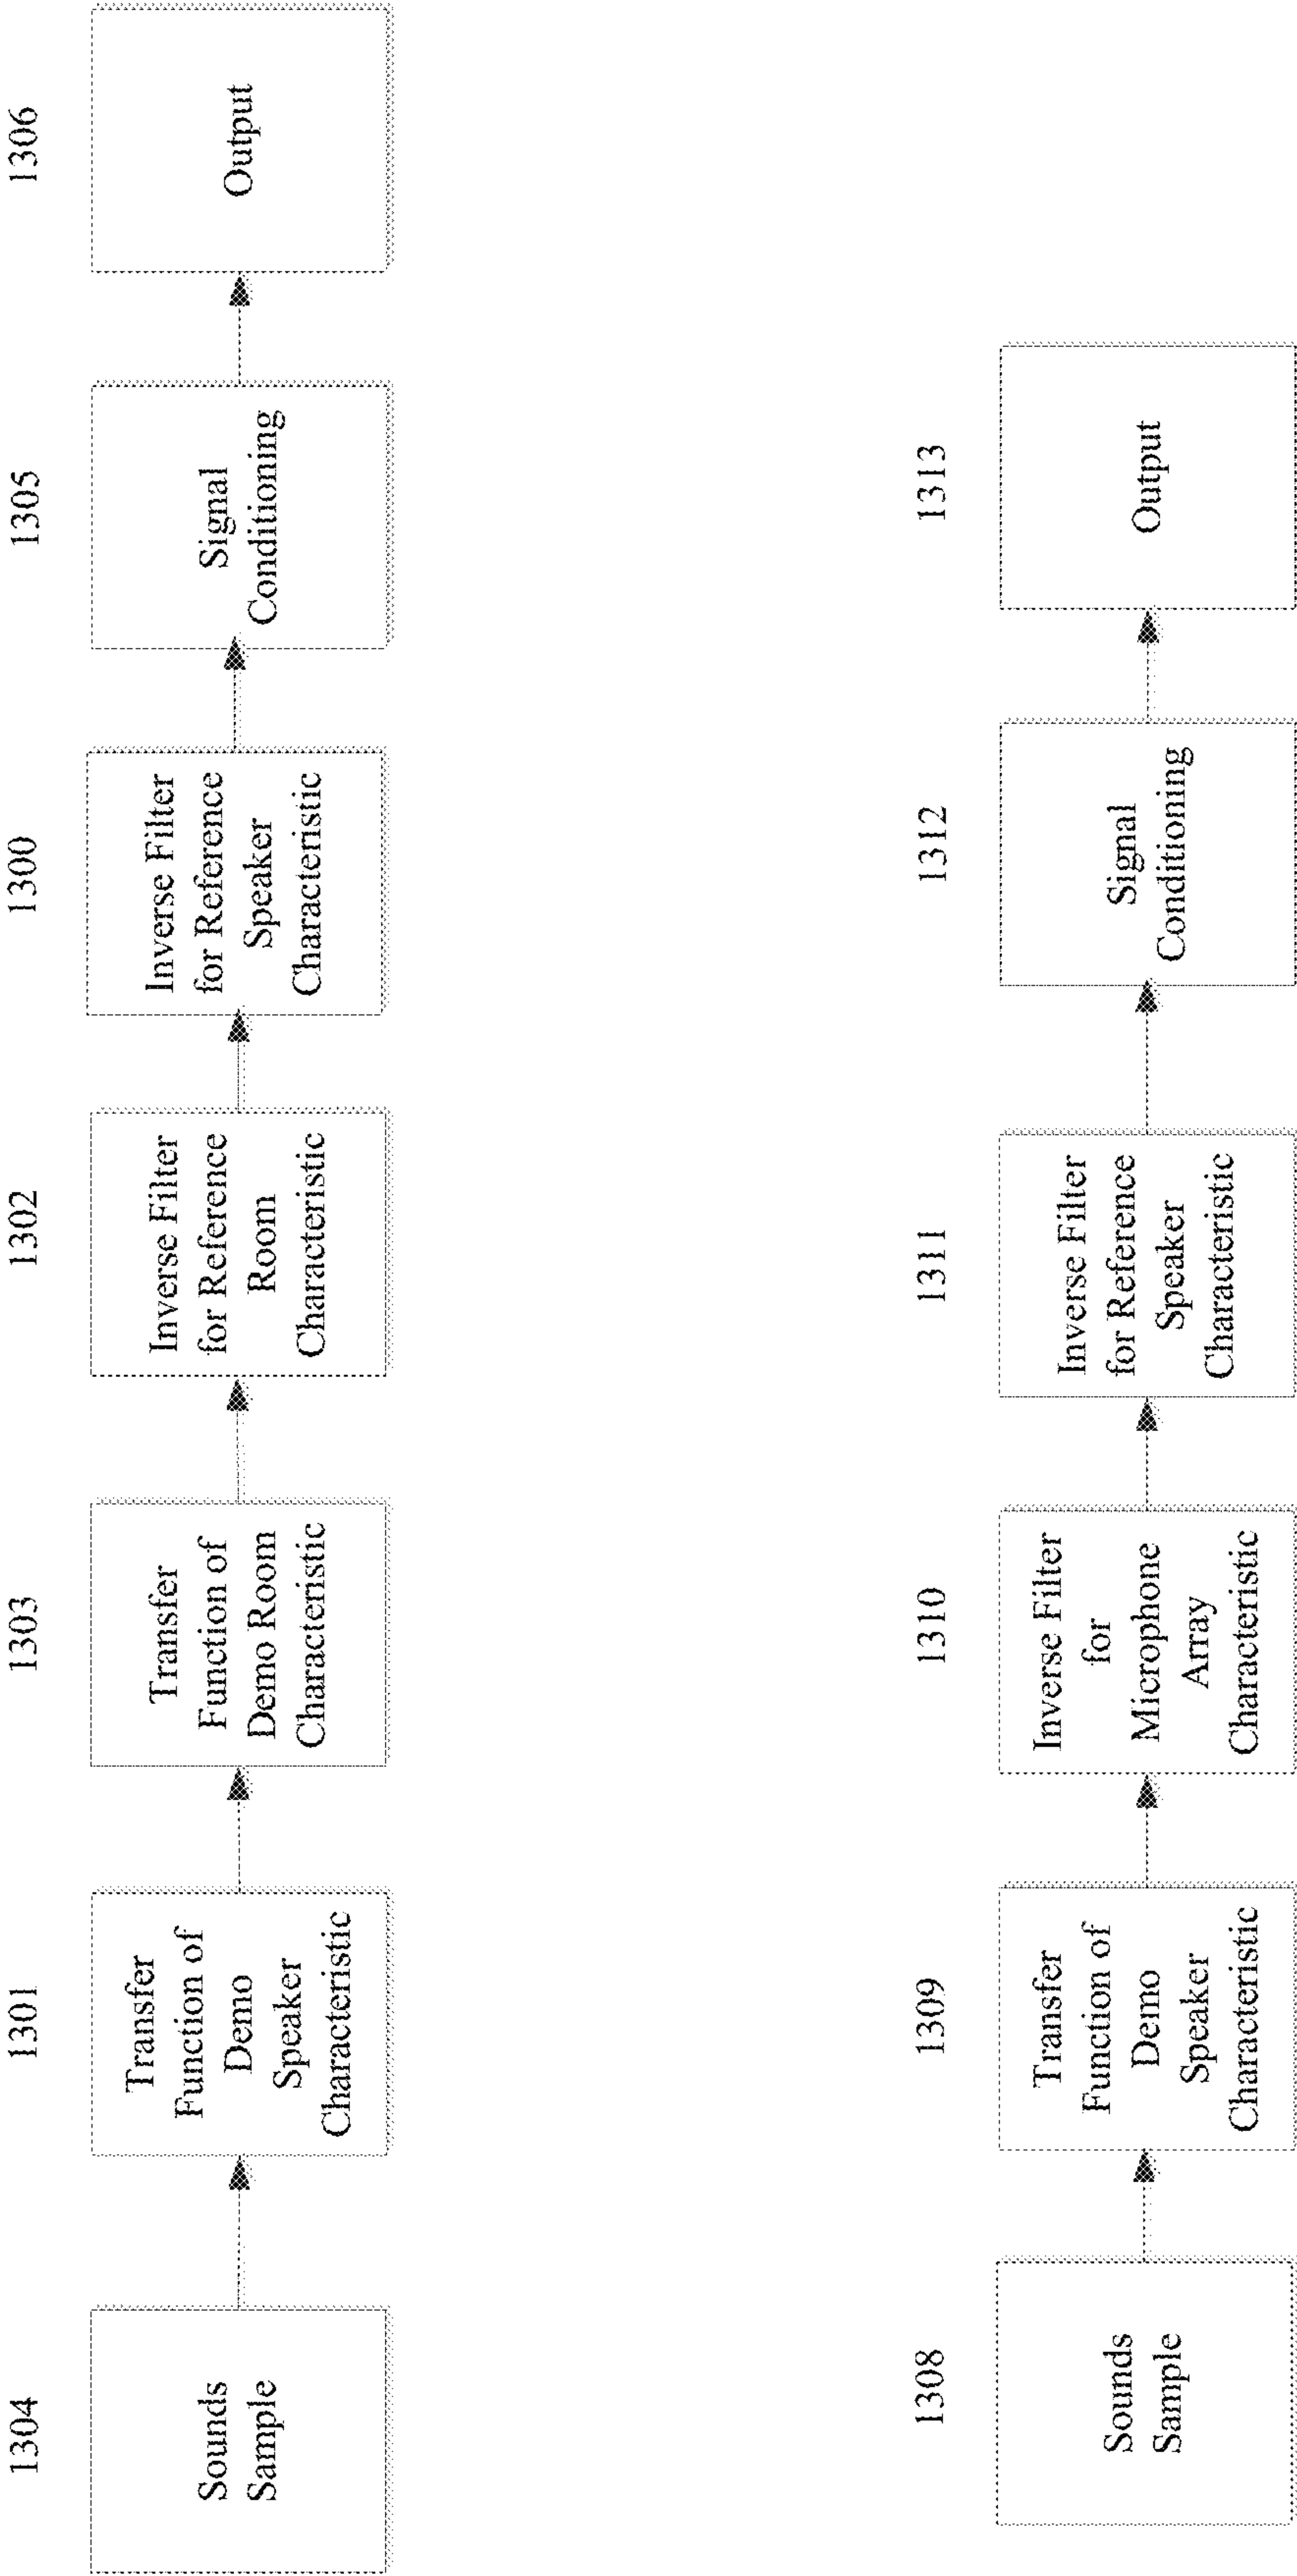 1304
Sounds
Sample
1301
Transfer
Function of
Demo
Speaker
Characteristic
1303
Transfer
Function of
Demo Room
Characteristic
1302
Inverse Filter
for Reference
Room
Characteristic
1300
Inverse Filter
for Reference
Speaker
Characteristic
1305
Signal
Conditioning
1306
Output
1308
Sounds
Sample
1309
Transfer
Function of
Demo
Speaker
Characteristic
1310
Inverse Filter
for
Microphone
Array
Characteristic
1311
Inverse Filter
for Reference
Speaker
Characteristic
1312
Signal
Conditioning
1313
Output